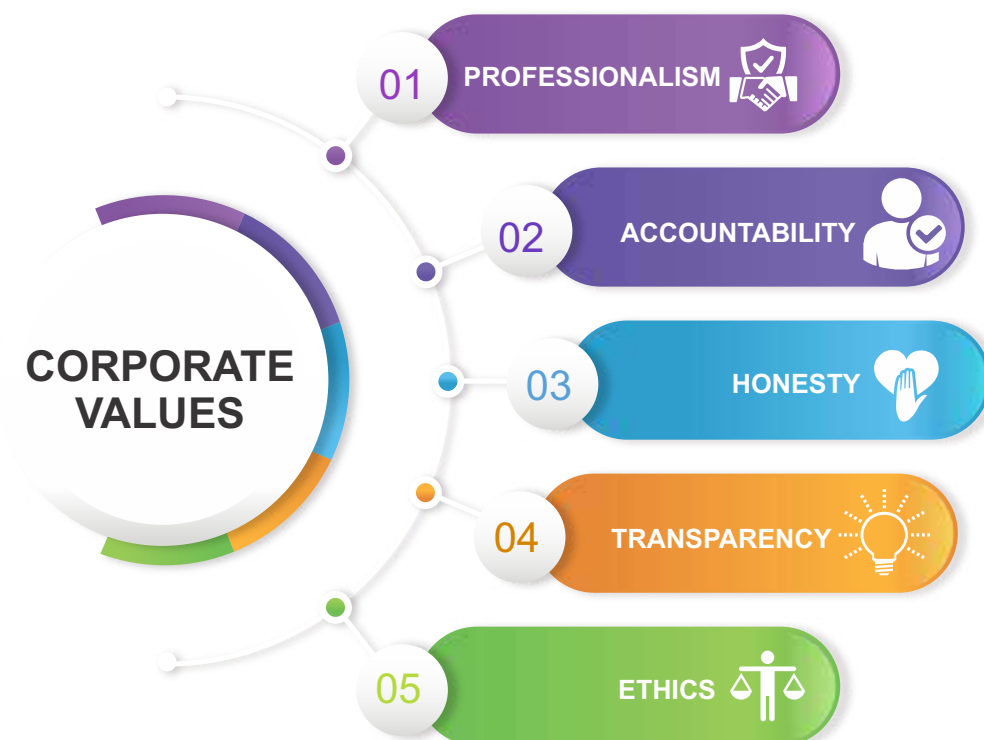 CORPORATE
VALUES
01
PROFESSIONALISM
02
ACCOUNTABILITY
03
HONESTY
04
TRANSPARENCY
05
ETHICS